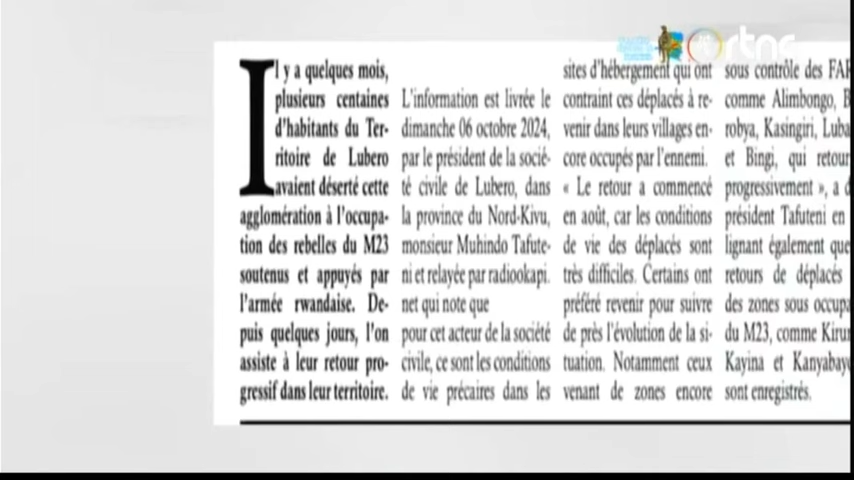 rtnc
Il y a quelques mois,
plusieurs centaines
d'habitants du Ter-
ritoire de Lubero
avaient déserté cette
agglomération à l'occupa-
tion des rebelles du M23
soutenus et appuyés par
l'armée rwandaise. De-
puis quelques jours, l'on
assiste à leur retour pro-
gressif dans leur territoire.
L'information est livrée le
dimanche 06 octobre 2024,
par le président de la socié-
té civile de Lubero, dans
la province du Nord-Kivu,
monsieur Muhindo Tafute-
ni et relayée par radiookapi.
net qui note que
pour cet acteur de la société
civile, ce sont les conditions
de vie précaires dans les
sites d'hébergement qui ont
contraint ces déplacés à re-
venir dans leurs villages en-
core occupés par l'ennemi.
« Le retour a commencé
en août, car les conditions
de vie des déplacés sont
très difficiles. Certains ont
préféré revenir pour suivre
de près l'évolution de la si-
tuation. Notamment ceux
venant de zones encore
sous contrôle des FAR
comme Alimbongo, B
robya, Kasingiri, Luba
et Bingi, qui retour
progressivement », a d
président Tafuteni en
lignant également que
retours de déplacés
des zones sous occupa
du M23, comme Kirum
Kayina et Kanyabayo
sont enregistrés.